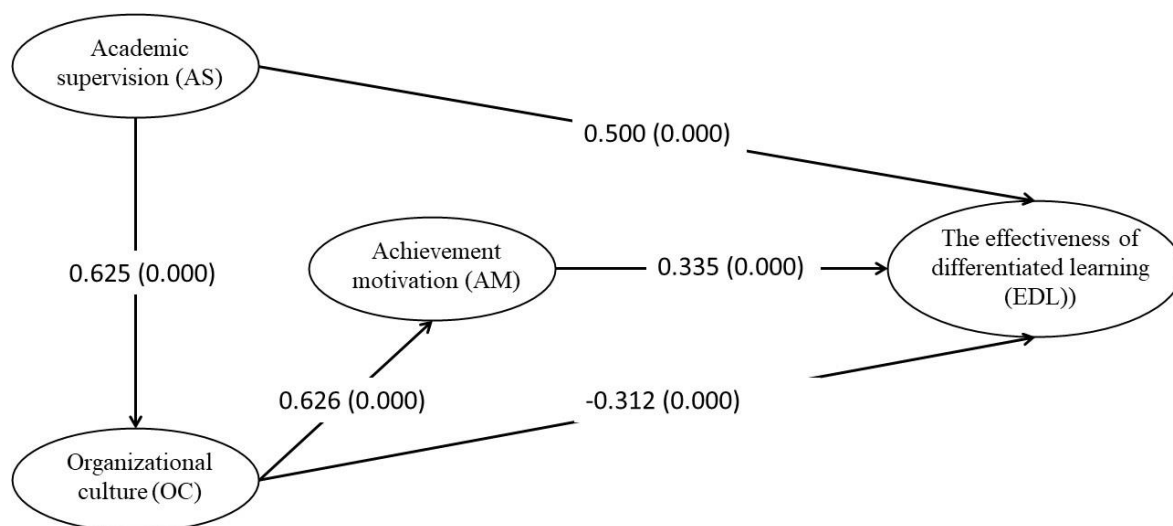 Academic
supervision (AS)
0.500 (0.000)
The effectiveness of
differentiated learning
(EDL))
Achievement
motivation (AM)
0.335 (0.000)
0.625 (0.000)
0.626 (0.000)
-0.312 (0.000)
Organizational
culture (OC)